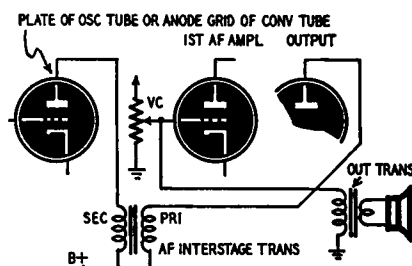 PLATE OF OSC TUBE OR ANODE GRID OF CONV TUBE
IST AF AMPL OUTPUT
VC
OUT TRANS
SEC PRI
AF INTERSTAGE TRANS
B+